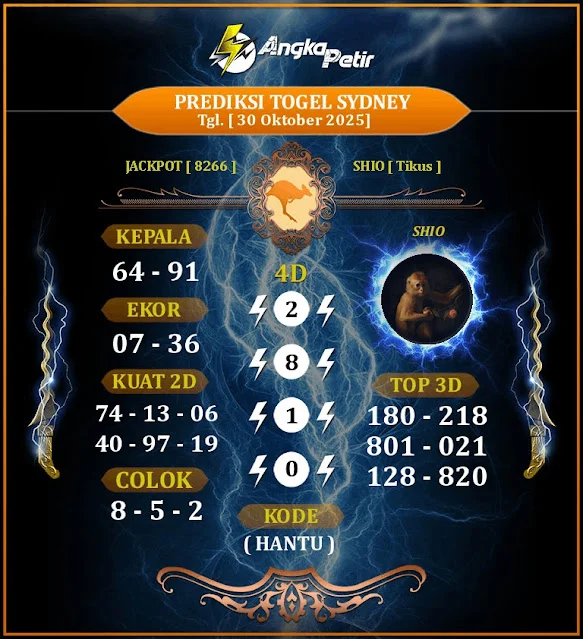 Angka Petir
PREDIKSI TOGEL SYDNEY
Tgl. [ 30 Oktober 2025]
JACKPOT [ 8266 ]
SHIO [ Tikus ]
KEPALA
64 - 91
EKOR
07 - 36
KUAT 2D
74 - 13 - 06
40 - 97 - 19
COLOK
8 - 5 - 2
4D
2
8
1
0
KODE
( HANTU )
SHIO
TOP 3D
180 - 218
801 - 021
128 - 820